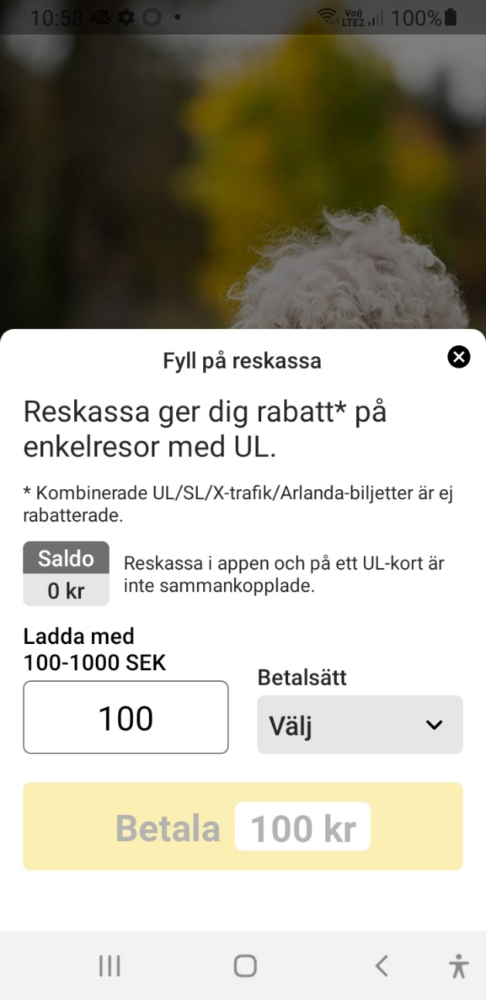 10:58
Vo)) LTE2 100%
Fyll på reskassa
Reskassa ger dig rabatt* på
enkelresor med UL.
* Kombinerade UL/SL/X-trafik/Arlanda-biljetter är ej
rabatterade.
Saldo
0 kr
Reskassa i appen och på ett UL-kort är
inte sammankopplade.
Ladda med
100-1000 SEK
100
Betalsätt
Välj
Betala 100 kr